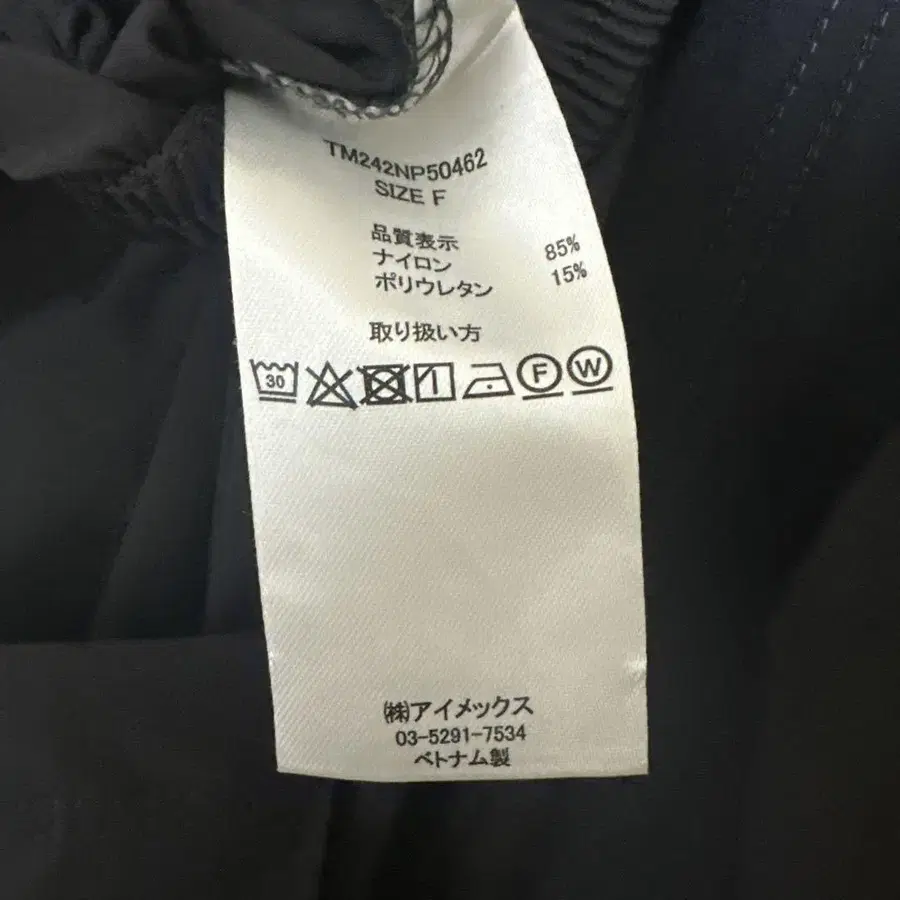 TM242NP50462
SIZE F
品質表示
ナイロン 85%
ポリウレタン 15%
取り扱い方
30 F W
㈱アイメックス
03-5291-7534
ベトナム製